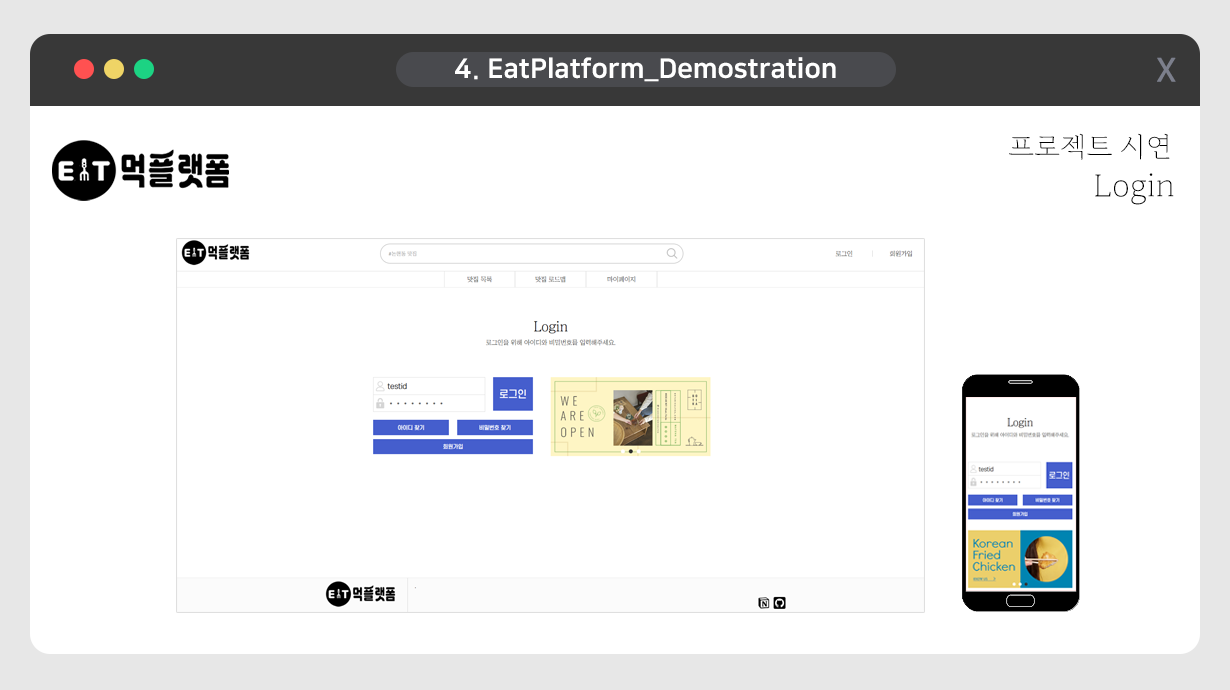 4. EatPlatform_Demostration
X
EAT 먹플랫폼
프로젝트 시연
Login
EAT 먹플랫폼
로그인
회원가입
맛집 목록
맛집 로드맵
마이페이지
Login
로그인을 위해 아이디와 비밀번호를 입력해주세요.
testid
로그인
아이디 찾기
비밀번호 찾기
회원가입
WE
ARE
OPEN
EAT 먹플랫폼
Login
로그인을 위해 아이디와 비밀번호를 입력해주세요.
testid
로그인
아이디 찾기
비밀번호 찾기
회원가입
Korean
Fried
Chicken